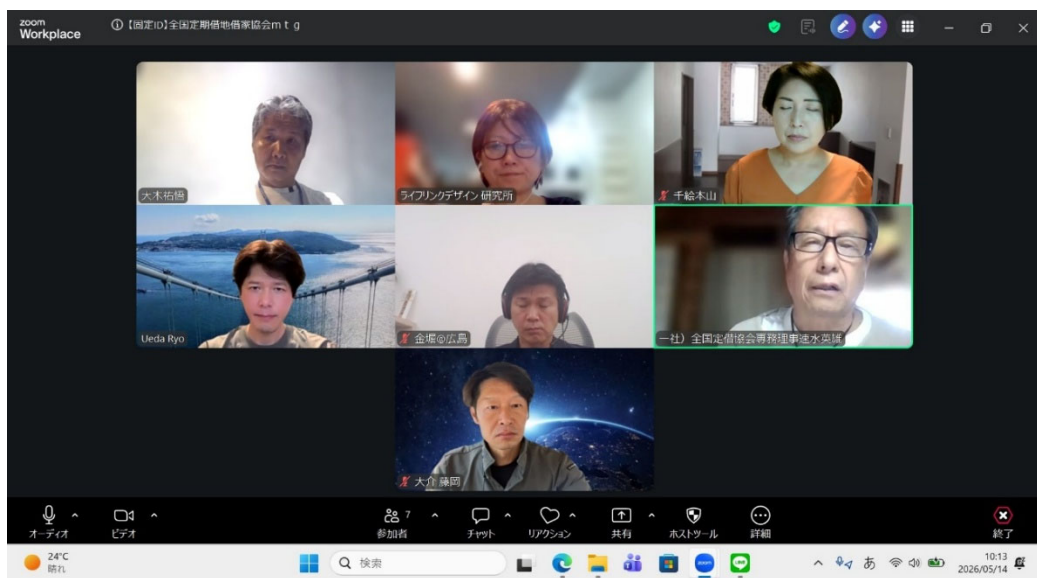 zoom
Workplace
【固定ID】全国定期借地借家協会mtg
大木祐悟
ライフリンクデザイン 研究所
千絵本山
Ueda Ryo
金堀@広島
一社）全国定借協会専務理事速水英雄
大介 藤岡
オーディオ
ビデオ
7
参加者
チャット
リアクション
共有
ホストツール
詳細
終了
24°C
晴れ
検索
あ
10:13
2026/05/14